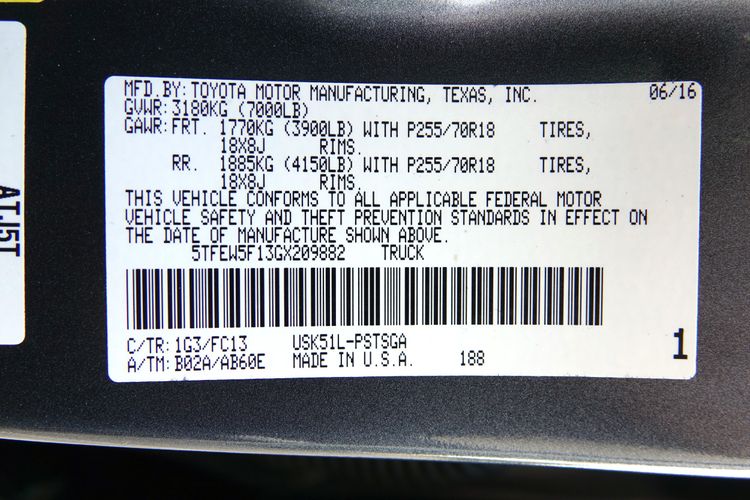 MFD.BY: TOYOTA MOTOR MANUFACTURING, TEXAS, INC. 06/16
GVWR: 3180KG (7000LB)
GAWR: FRT. 1770KG (3900LB) WITH P255/70R18 TIRES,
18X8J RIMS.
RR. 1885KG (4150LB) WITH P255/70R18 TIRES,
18X8J RIMS.
THIS VEHICLE CONFORMS TO ALL APPLICABLE FEDERAL MOTOR
VEHICLE SAFETY AND THEFT PREVENTION STANDARDS IN EFFECT ON
THE DATE OF MANUFACTURE SHOWN ABOVE.
5TFEW5F13GX209882 TRUCK
C/TR: 1G3/FC13 USK51L-PSTSGA
A/TM: B02A/AB60E MADE IN U.S.A. 188 1
ATJ5T